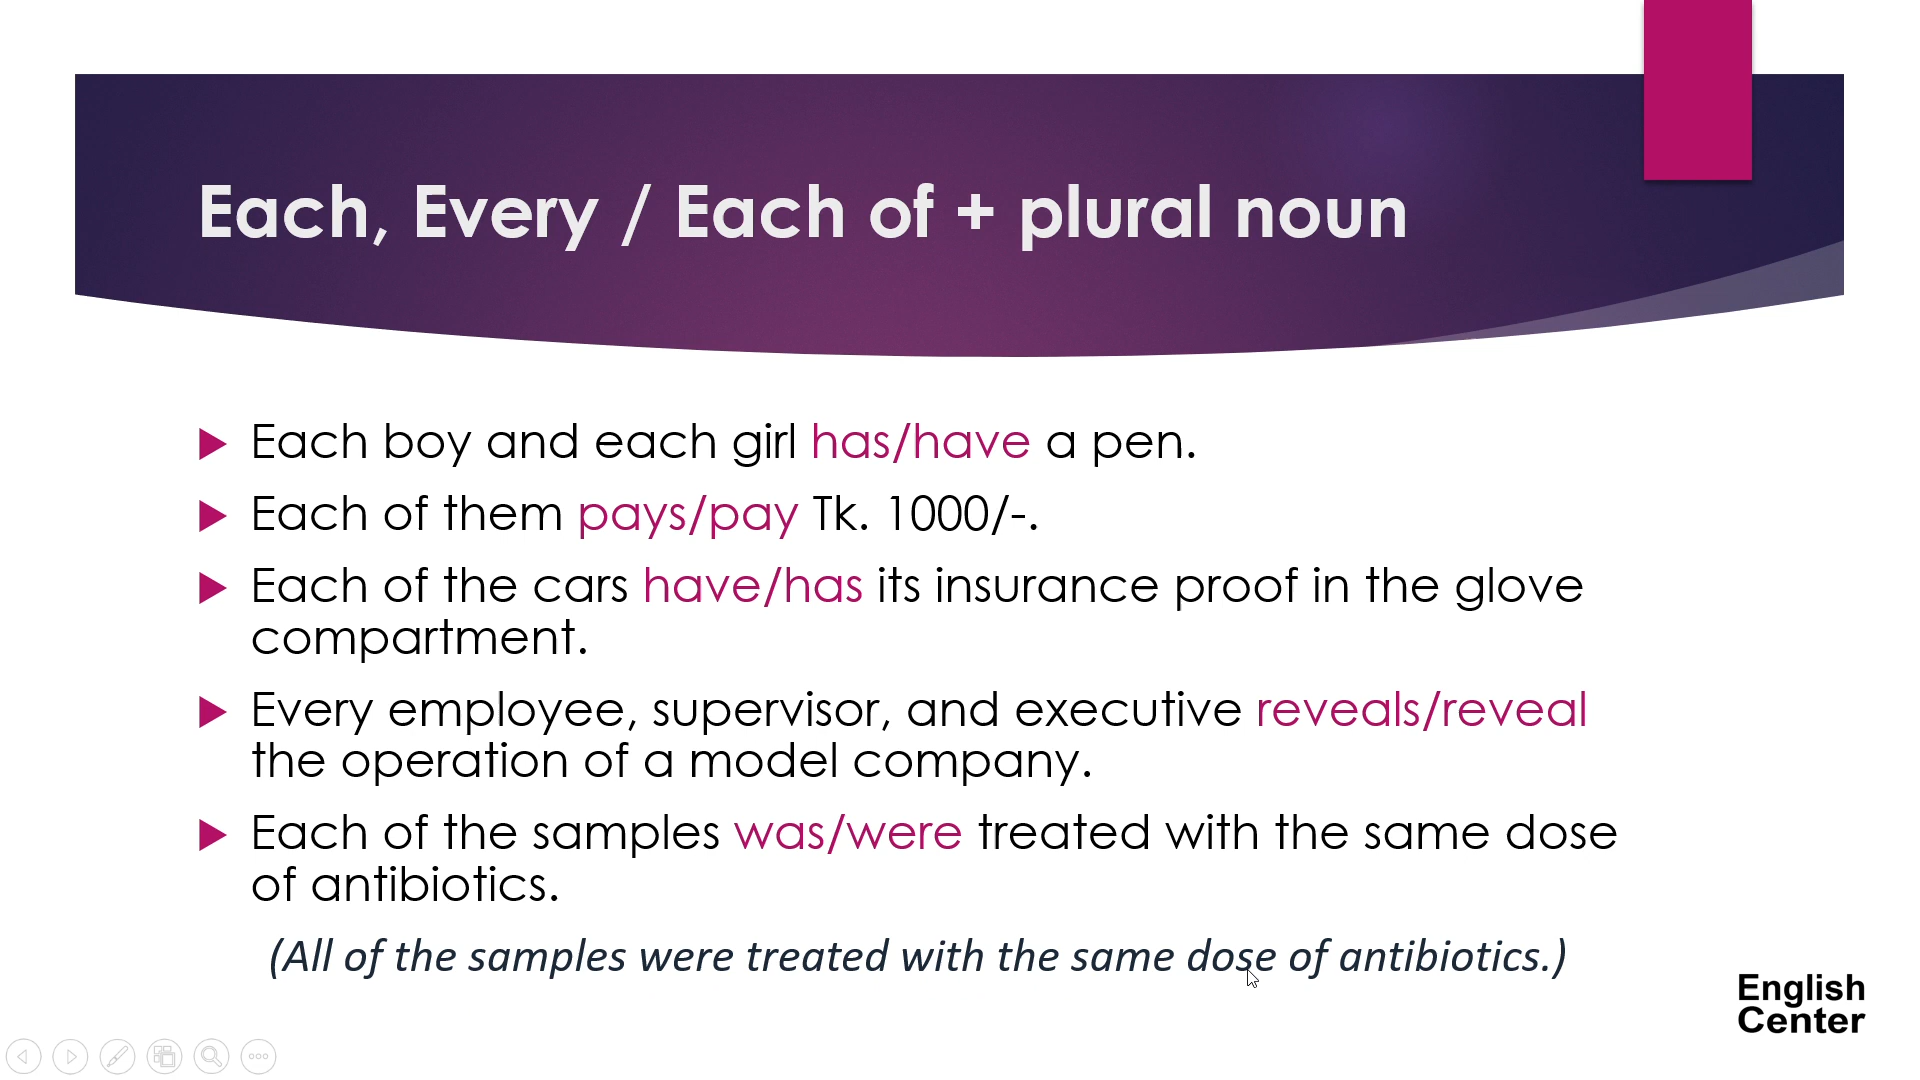 Each, Every / Each of + plural noun
Each boy and each girl has/have a pen.
Each of them pays/pay Tk. 1000/-.
Each of the cars have/has its insurance proof in the glove
compartment.
Every employee, supervisor, and executive reveals/reveal
the operation of a model company.
Each of the samples was/were treated with the same dose
of antibiotics.
(All of the samples were treated with the same dose of antibiotics.)
English
Center